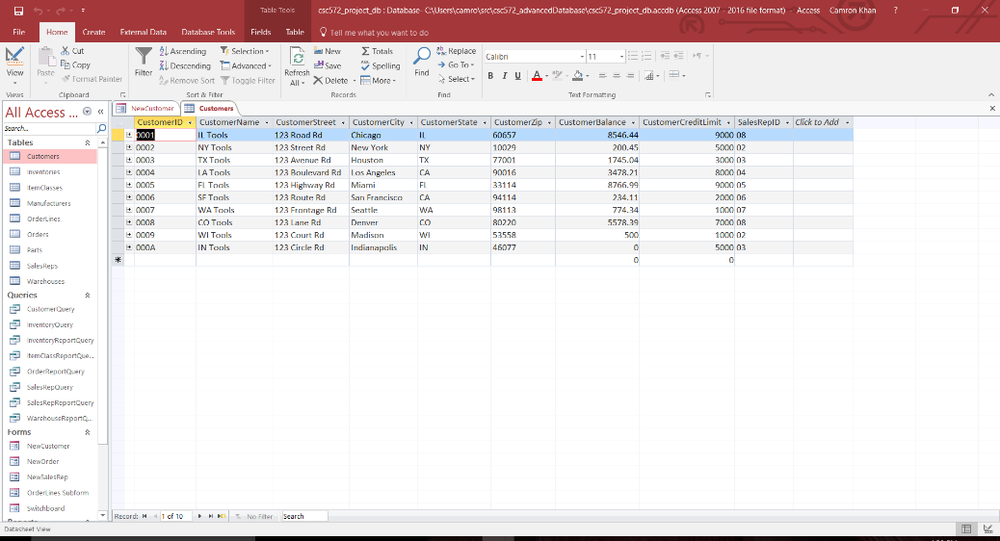 Table Tools csc572_project_db : Database- C:\Users\camro\src\csc572_advancedDatabase\csc572_project_db.accdb (Access 2007 - 2016 file format) - Access Camron Khan ?
File Home Create External Data Database Tools Fields Table Tell me what you want to do
View
Views
Paste
Cut
Copy
Format Painter
Clipboard
Filter
Ascending
Descending
Remove Sort
Selection
Advanced
Toggle Filter
Sort & Filter
Refresh All
New
Save
Delete
Totals
Spelling
More
Records
Find
Replace
Go To
Select
Find
Calibri 11
B I U A
Text Formatting
All Access ...
Search...
Tables
Customers
Inventories
ItemClasses
Manufacturers
OrderLines
Orders
Parts
SalesReps
Warehouses
Queries
CustomerQuery
InventoryQuery
InventoryReportQuery
ItemClassReportQue...
OrderReportQuery
SalesRepQuery
SalesRepReportQuery
WarehouseReportQ...
Forms
NewCustomer
NewOrder
NewSalesRep
OrderLines Subform
Switchboard
NewCustomer Customers
CustomerID CustomerName CustomerStreet CustomerCity CustomerState CustomerZip CustomerBalance CustomerCreditLimit SalesRepID Click to Add
0001 IL Tools 123 Road Rd Chicago IL 60657 8546.44 9000 08
0002 NY Tools 123 Street Rd New York NY 10029 200.45 5000 02
0003 TX Tools 123 Avenue Rd Houston TX 77001 1745.04 3000 03
0004 LA Tools 123 Boulevard Rd Los Angeles CA 90016 3478.21 8000 04
0005 FL Tools 123 Highway Rd Miami FL 33114 8766.99 9000 05
0006 SF Tools 123 Route Rd San Francisco CA 94114 234.11 2000 06
0007 WA Tools 123 Frontage Rd Seattle WA 98113 774.34 1000 07
0008 CO Tools 123 Lane Rd Denver CO 80220 5578.39 7000 08
0009 WI Tools 123 Court Rd Madison WI 53558 500 1000 02
000A IN Tools 123 Circle Rd Indianapolis IN 46077 0 5000 03
0 0
Record: 1 of 10 No Filter Search
Datasheet View